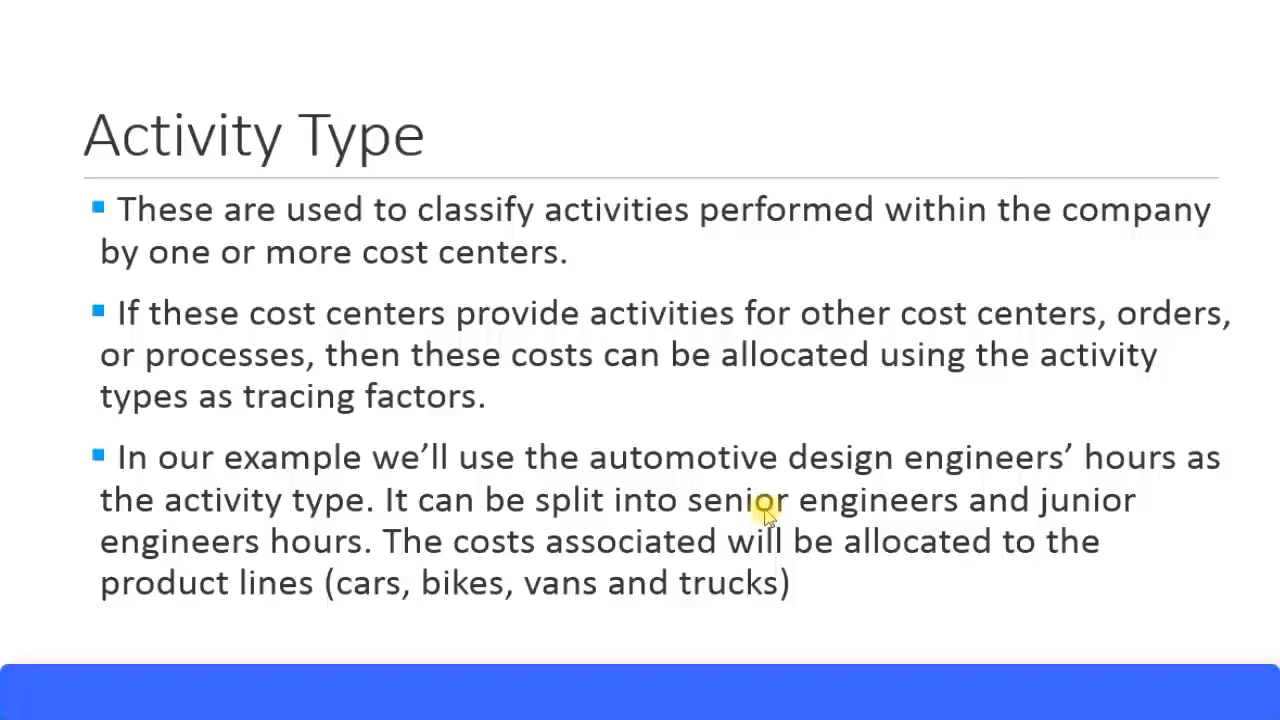 Activity Type
▪ These are used to classify activities performed within the company
by one or more cost centers.
▪ If these cost centers provide activities for other cost centers, orders,
or processes, then these costs can be allocated using the activity
types as tracing factors.
▪ In our example we’ll use the automotive design engineers’ hours as
the activity type. It can be split into senior engineers and junior
engineers hours. The costs associated will be allocated to the
product lines (cars, bikes, vans and trucks)